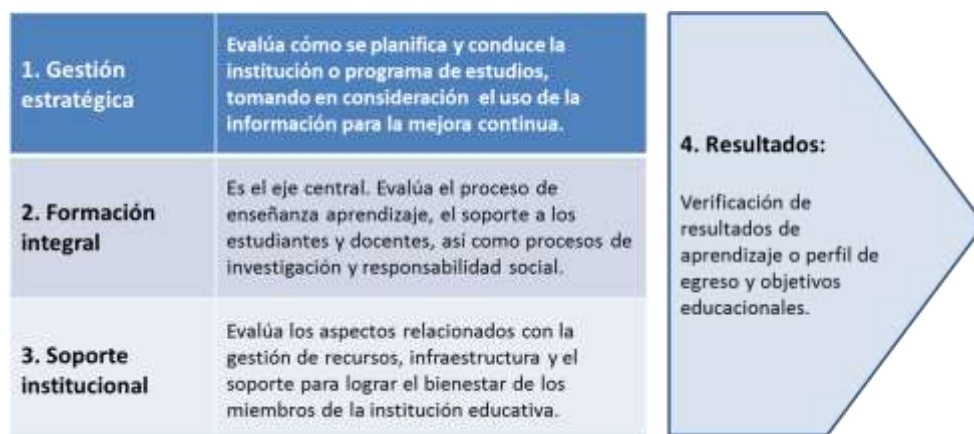 1. Gestión
estratégica
Evalúa cómo se planifica y conduce la
institución o programa de estudios,
tomando en consideración el uso de la
información para la mejora continua.
2. Formación
integral
Es el eje central. Evalúa el proceso de
enseñanza aprendizaje, el soporte a los
estudiantes y docentes, así como procesos de
investigación y responsabilidad social.
3. Soporte
institucional
Evalúa los aspectos relacionados con la
gestión de recursos, infraestructura y el
soporte para lograr el bienestar de los
miembros de la institución educativa.
4. Resultados:
Verificación de
resultados de
aprendizaje o perfil de
egreso y objetivos
educacionales.